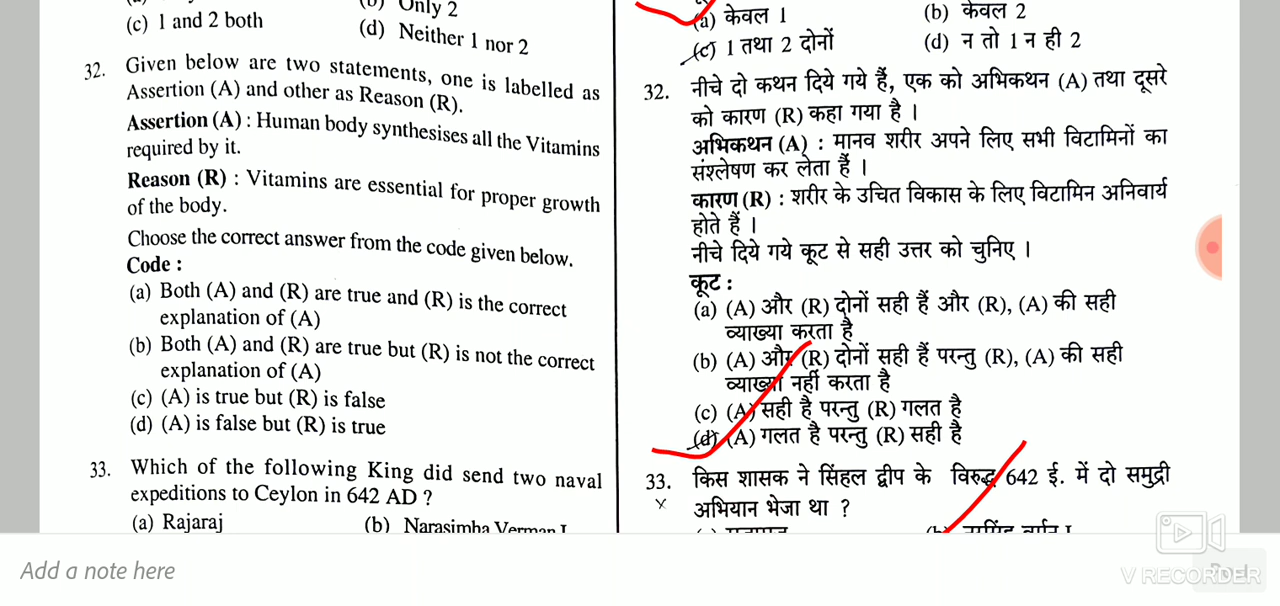 Only 2
(c) 1 and 2 both
(d) Neither 1 nor 2
32. Given below are two statements, one is labelled as
Assertion (A) and other as Reason (R).
Assertion (A) : Human body synthesises all the Vitamins
required by it.
Reason (R) : Vitamins are essential for proper growth
of the body.
Choose the correct answer from the code given below.
Code :
(a) Both (A) and (R) are true and (R) is the correct
explanation of (A)
(b) Both (A) and (R) are true but (R) is not the correct
explanation of (A)
(c) (A) is true but (R) is false
(d) (A) is false but (R) is true
33. Which of the following King did send two naval
expeditions to Ceylon in 642 AD ?
(a) Rajaraj (b) Narasimha Verman I
(a) केवल 1 (b) केवल 2
(c) 1 तथा 2 दोनों (d) न तो 1 न ही 2
32. नीचे दो कथन दिये गये हैं, एक को अभिकथन (A) तथा दूसरे
को कारण (R) कहा गया है ।
अभिकथन (A) : मानव शरीर अपने लिए सभी विटामिनों का
संश्लेषण कर लेता हैं ।
कारण (R) : शरीर के उचित विकास के लिए विटामिन अनिवार्य
होते हैं ।
नीचे दिये गये कूट से सही उत्तर को चुनिए ।
कूट :
(a) (A) और (R) दोनों सही हैं और (R), (A) की सही
व्याख्या करता है
(b) (A) और (R) दोनों सही हैं परन्तु (R), (A) की सही
व्याख्या नहीं करता है
(c) (A) सही है परन्तु (R) गलत है
(d) (A) गलत है परन्तु (R) सही है
33. किस शासक ने सिंहल द्वीप के विरुद्ध 642 ई. में दो समुद्री
अभियान भेजा था ?
Add a note here
V RECORDER